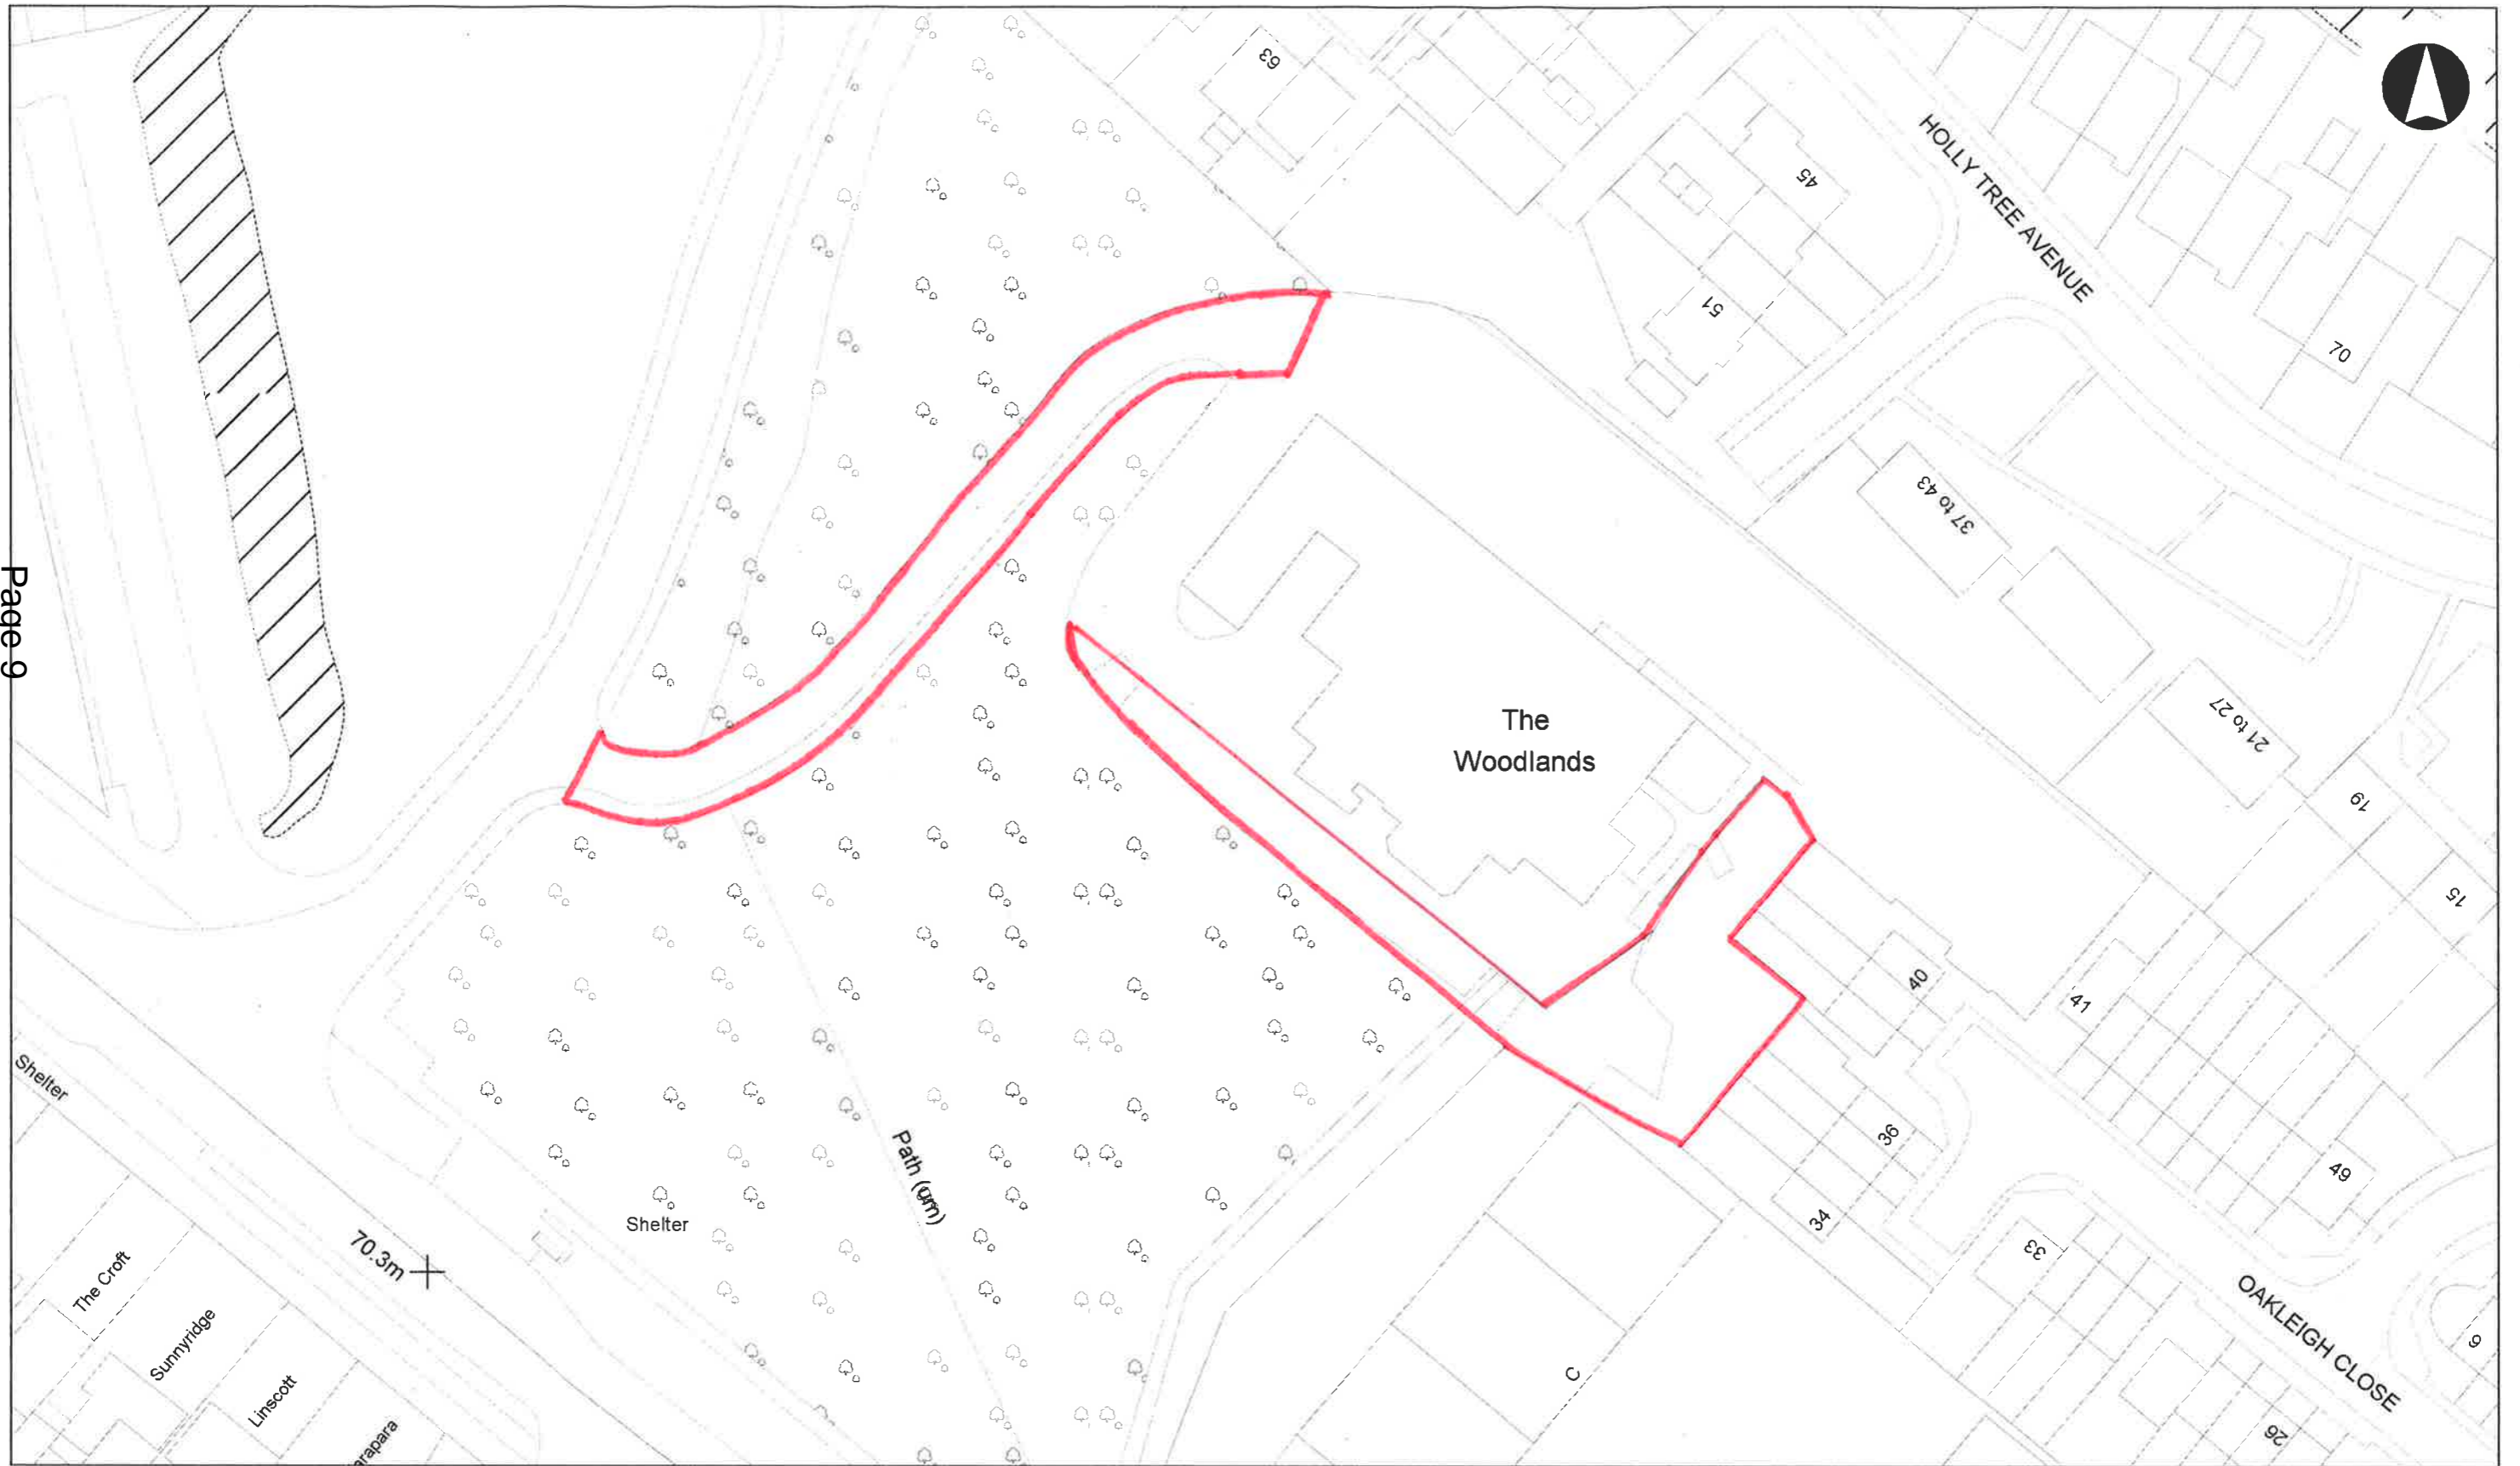 63
45
HOLLY TREE AVENUE
51
70
37 to 43
Page 9
21 to 27
The
Woodlands
19
15
40
41
Shelter
36
49
Path (um)
34
Shelter
33
70.3m
The Croft
Sunnyridge
OAKLEIGH CLOSE
9
C
Linscott
arapara
26